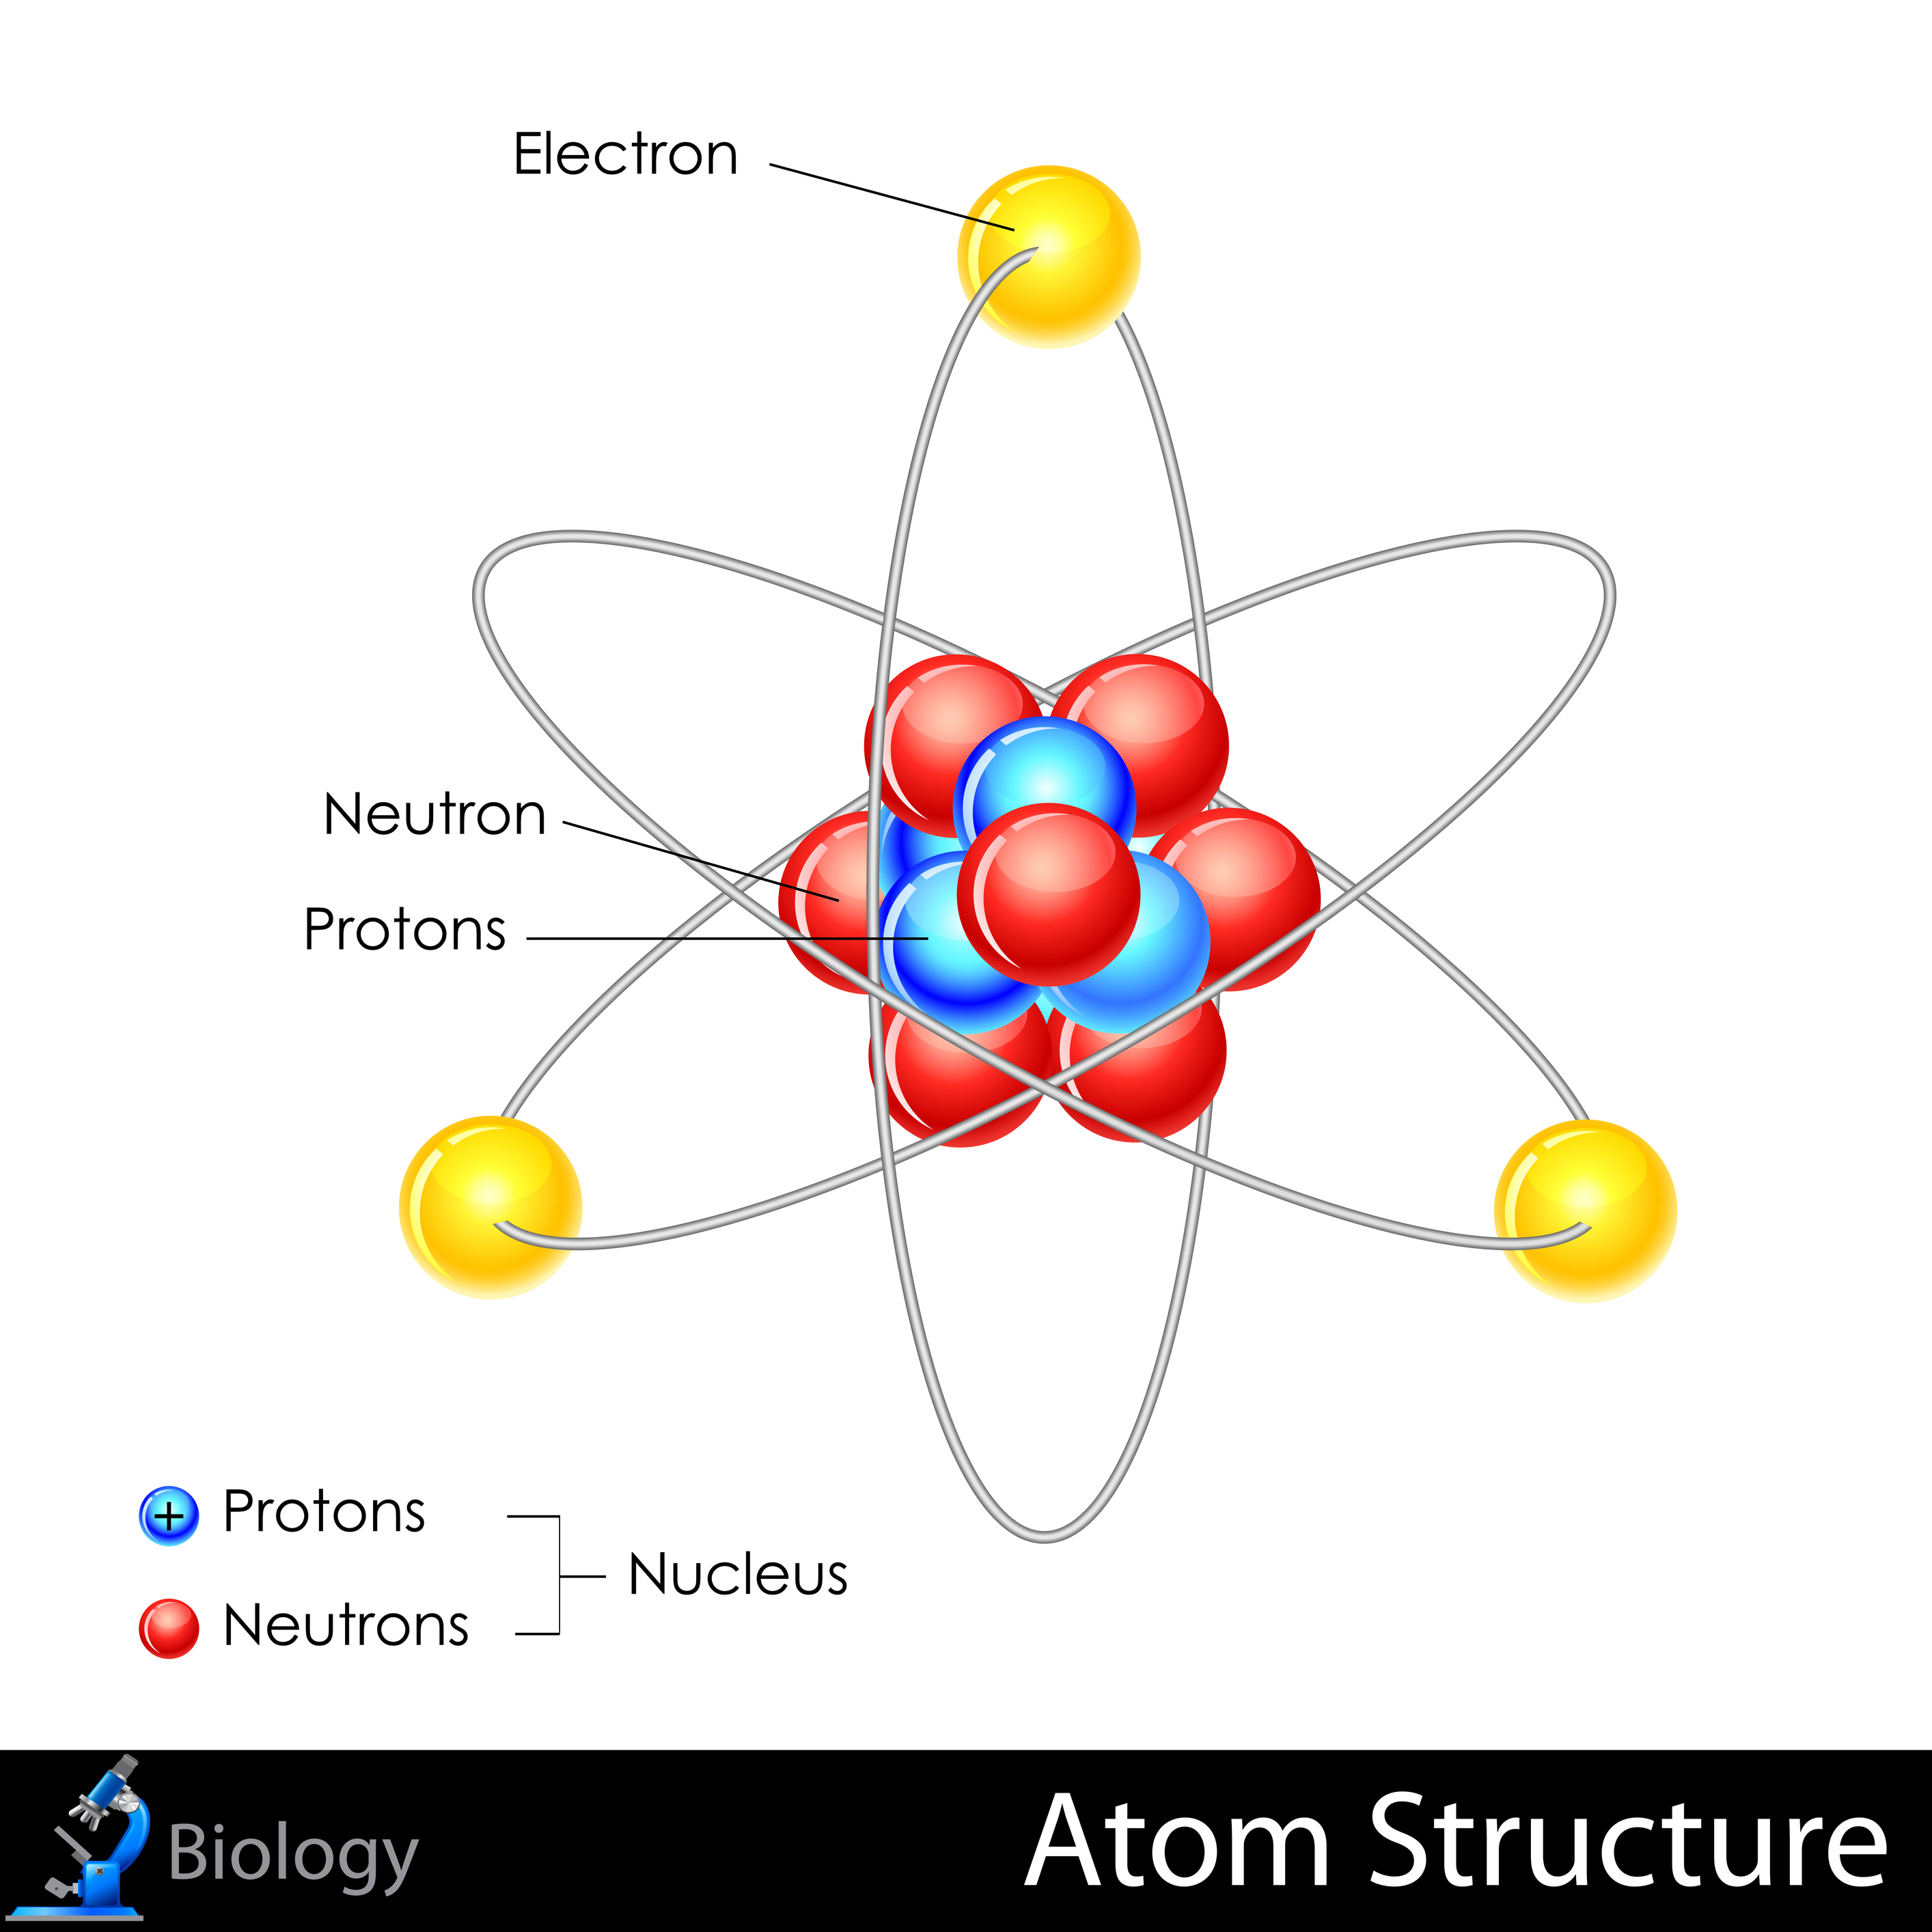 Electron
Neutron
Protons
+ Protons
Nucleus
Neutrons
Biology
Atom Structure